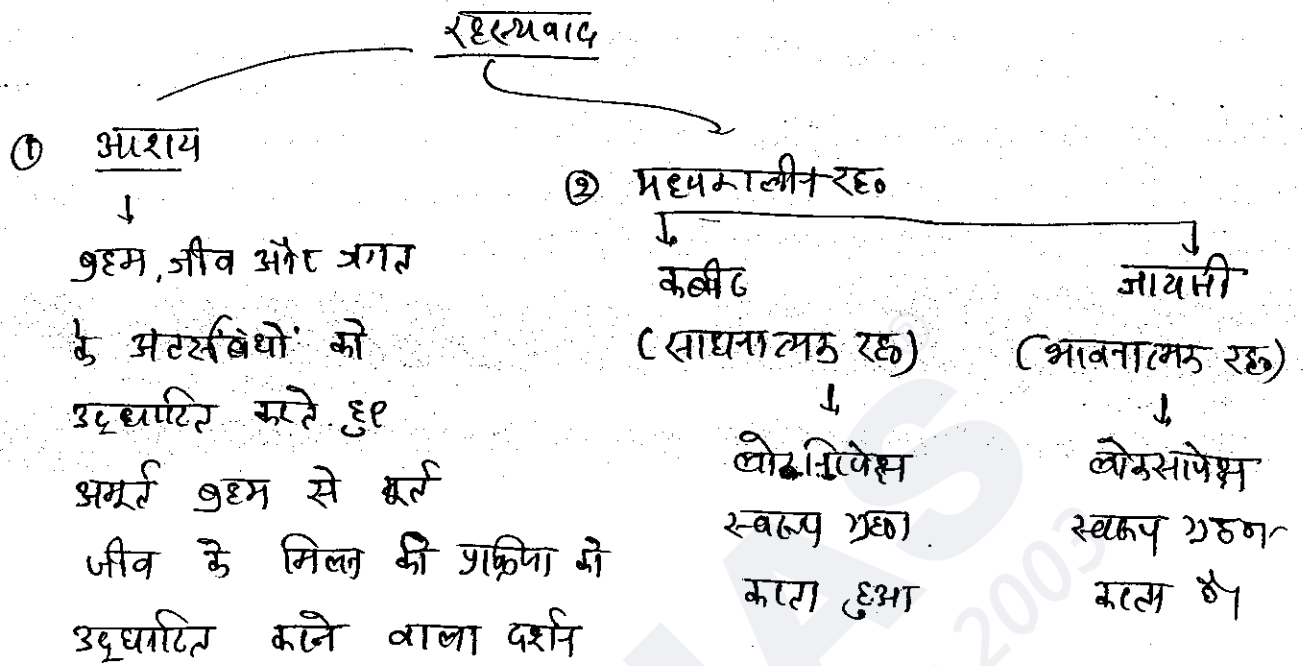 रहस्यवाद
① आशय
ब्रह्म, जीव और जगत
के अंतर्संबंधों को
उद्घाटित करते हुए
अमूर्त ब्रह्म से मूर्त
जीव के मिलन की प्रक्रिया को
उद्घाटित करने वाला दर्शन
② मध्यकालीन रह०
कबीर
(साधनात्मक रह०)
लोकनिरपेक्ष
स्वरूप ग्रहण
करता हुआ
जायसी
(भावनात्मक रह०)
लोकसापेक्ष
स्वरूप ग्रहण
करता है।
2003